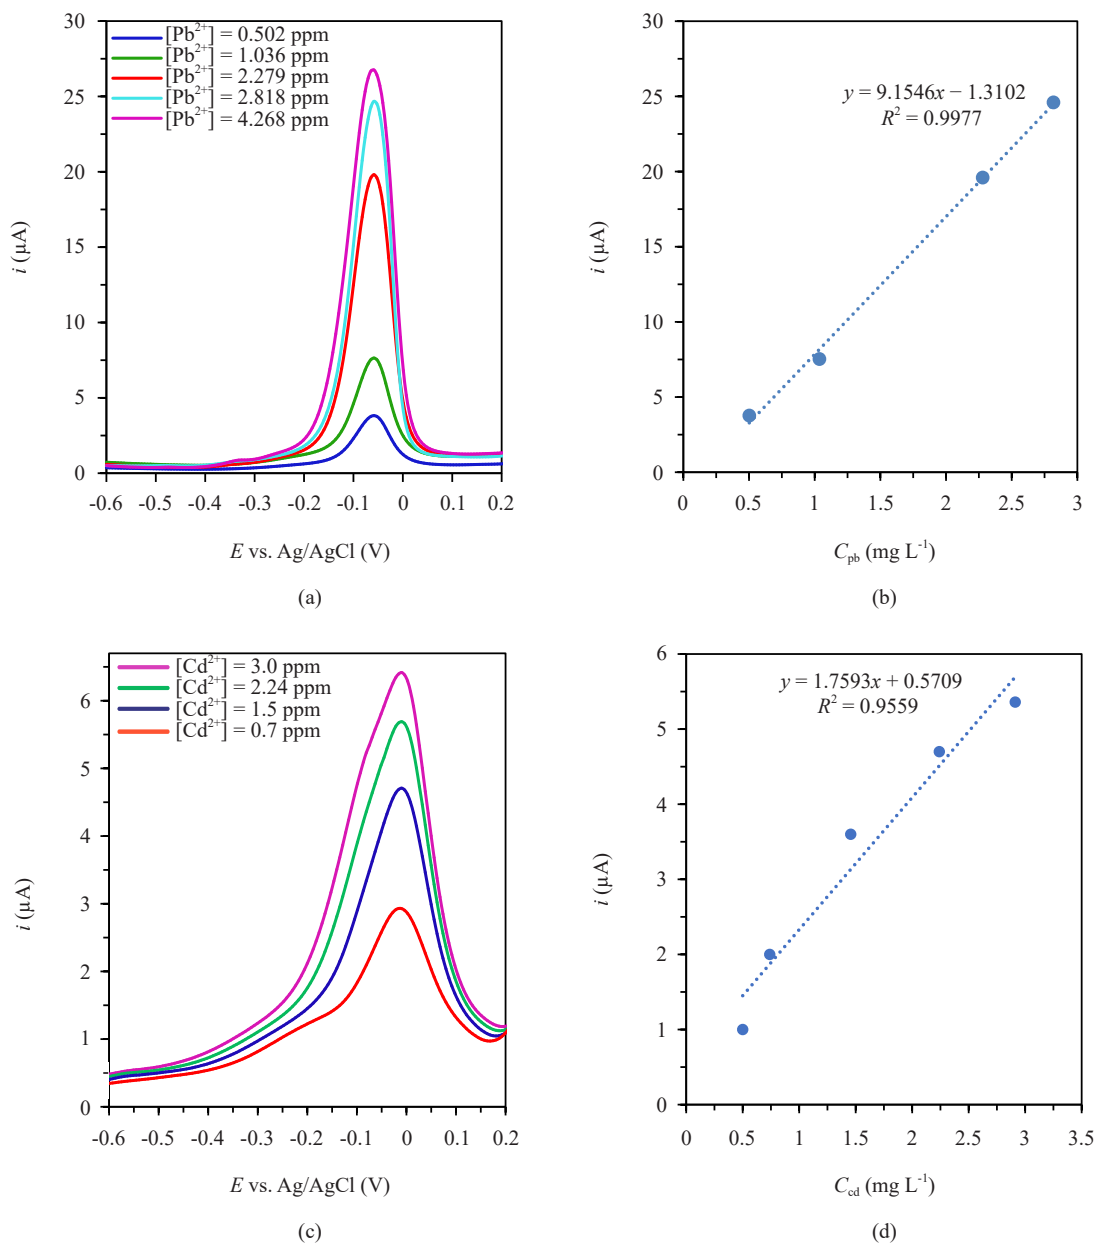 [Pb²⁺] = 0.502 ppm
[Pb²⁺] = 1.036 ppm
[Pb²⁺] = 2.279 ppm
[Pb²⁺] = 2.818 ppm
[Pb²⁺] = 4.268 ppm
30
25
20
15
10
5
0
i (µA)
-0.6 -0.5 -0.4 -0.3 -0.2 -0.1 0 0.1 0.2
E vs. Ag/AgCl (V)
(a)
y = 9.1546x − 1.3102
R² = 0.9977
30
25
20
15
10
5
0
i (µA)
0 0.5 1 1.5 2 2.5 3
C_pb (mg L⁻¹)
(b)
[Cd²⁺] = 3.0 ppm
[Cd²⁺] = 2.24 ppm
[Cd²⁺] = 1.5 ppm
[Cd²⁺] = 0.7 ppm
6
5
4
3
2
1
0
i (µA)
-0.6 -0.5 -0.4 -0.3 -0.2 -0.1 0 0.1 0.2
E vs. Ag/AgCl (V)
(c)
y = 1.7593x + 0.5709
R² = 0.9559
6
5
4
3
2
1
0
i (µA)
0 0.5 1 1.5 2 2.5 3 3.5
C_cd (mg L⁻¹)
(d)